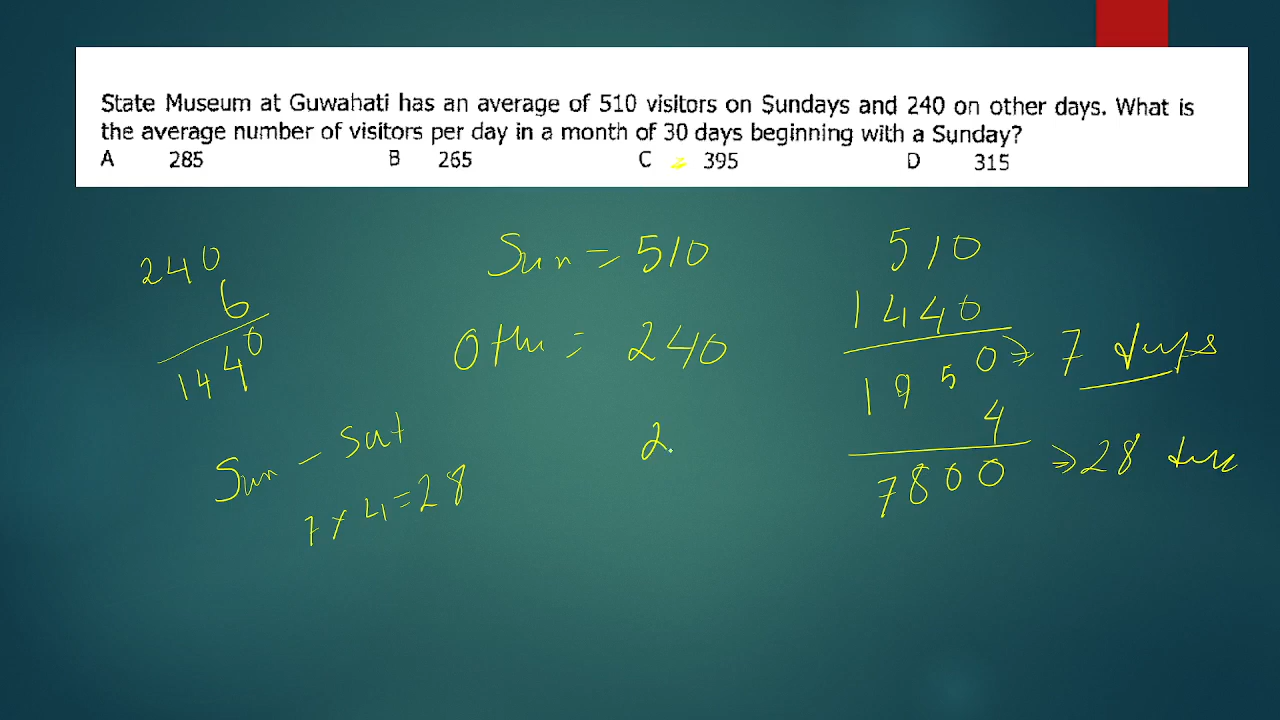 State Museum at Guwahati has an average of 510 visitors on Sundays and 240 on other days. What is
the average number of visitors per day in a month of 30 days beginning with a Sunday?
A 285 B 265 C 395 D 315
240
6
1440
Sun - Sat
7 x 4 = 28
Sun = 510
Oth = 240
2
510
1440
1950 => 7 days
4
7800 => 28